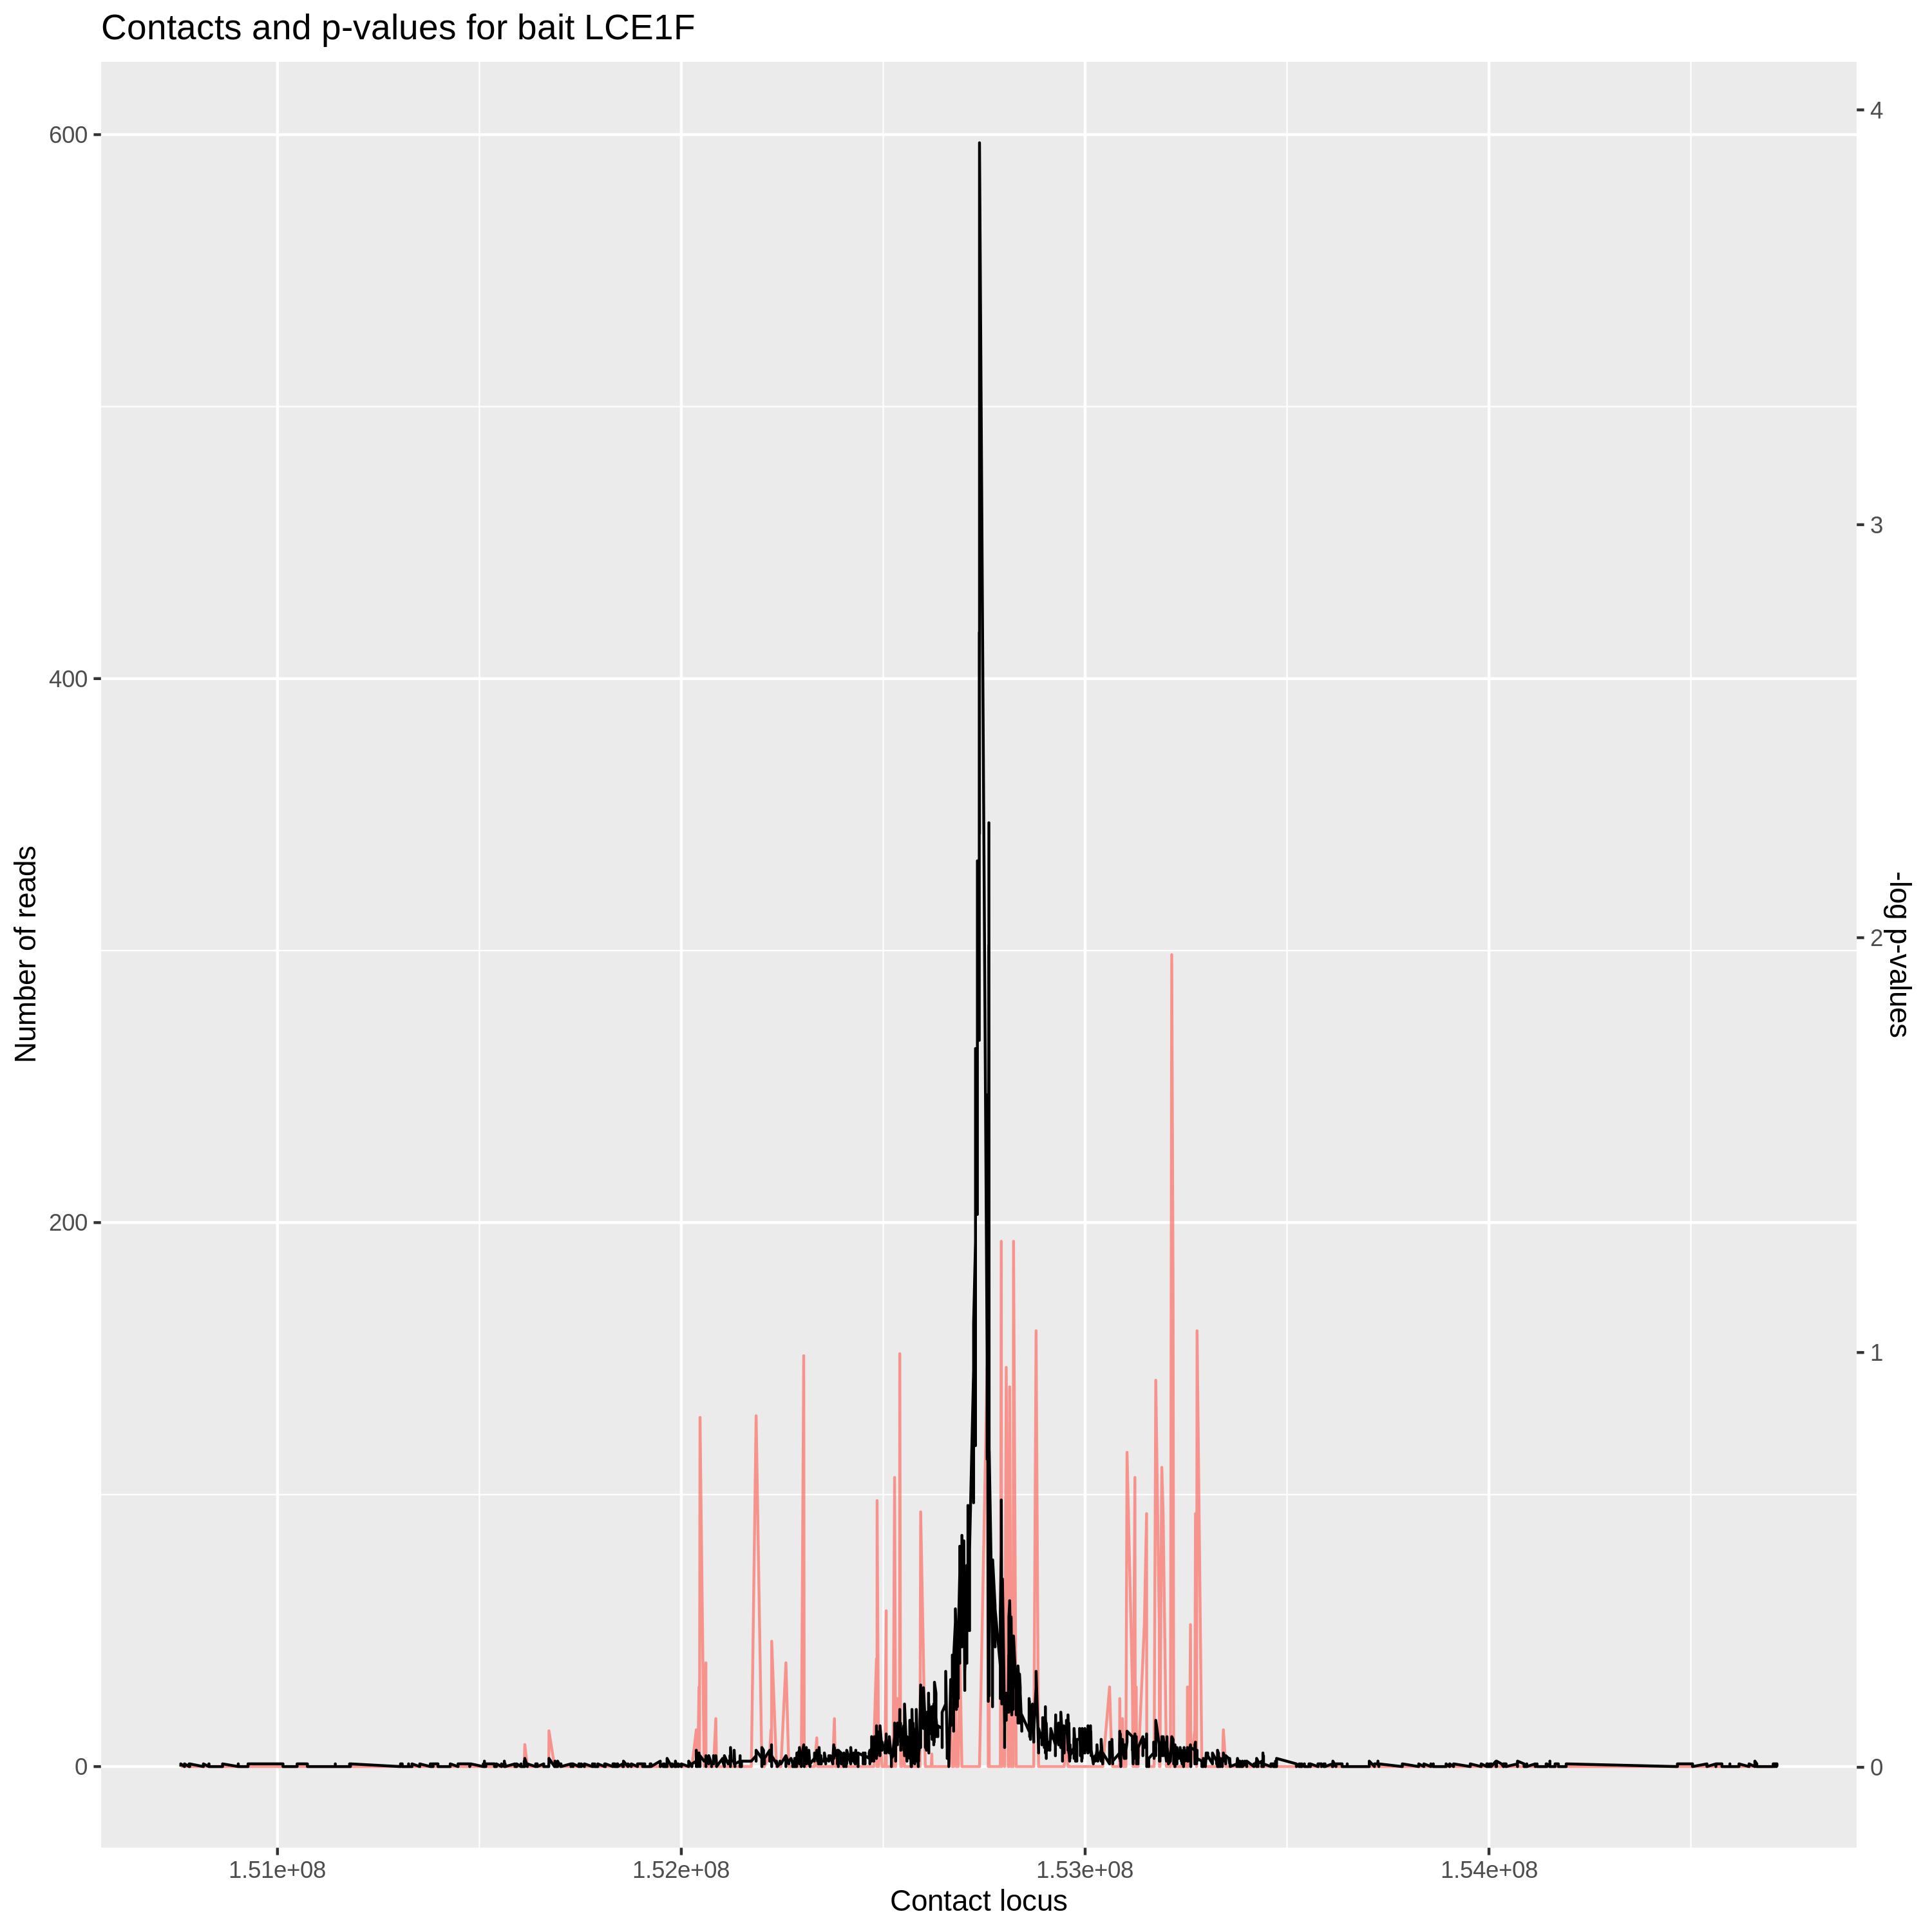 Contacts and p-values for bait LCE1F
600
400
200
0
Number of reads
4
3
2
1
0
-log p-values
1.51e+08
1.52e+08
1.53e+08
1.54e+08
Contact locus